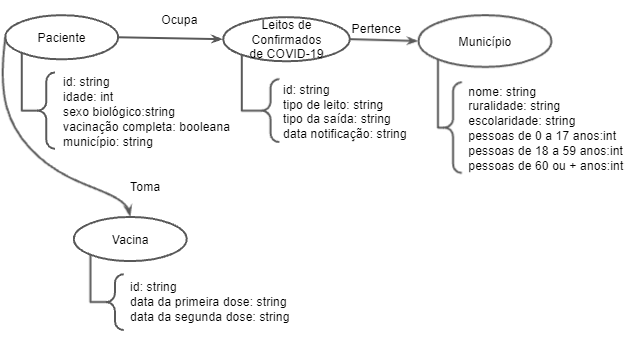 Paciente
Ocupa
Leitos de
Confirmados
de COVID-19
Pertence
Município
id: string
idade: int
sexo biológico:string
vacinação completa: booleana
município: string
id: string
tipo de leito: string
tipo da saída: string
data notificação: string
nome: string
ruralidade: string
escolaridade: string
pessoas de 0 a 17 anos:int
pessoas de 18 a 59 anos:int
pessoas de 60 ou + anos:int
Toma
Vacina
id: string
data da primeira dose: string
data da segunda dose: string